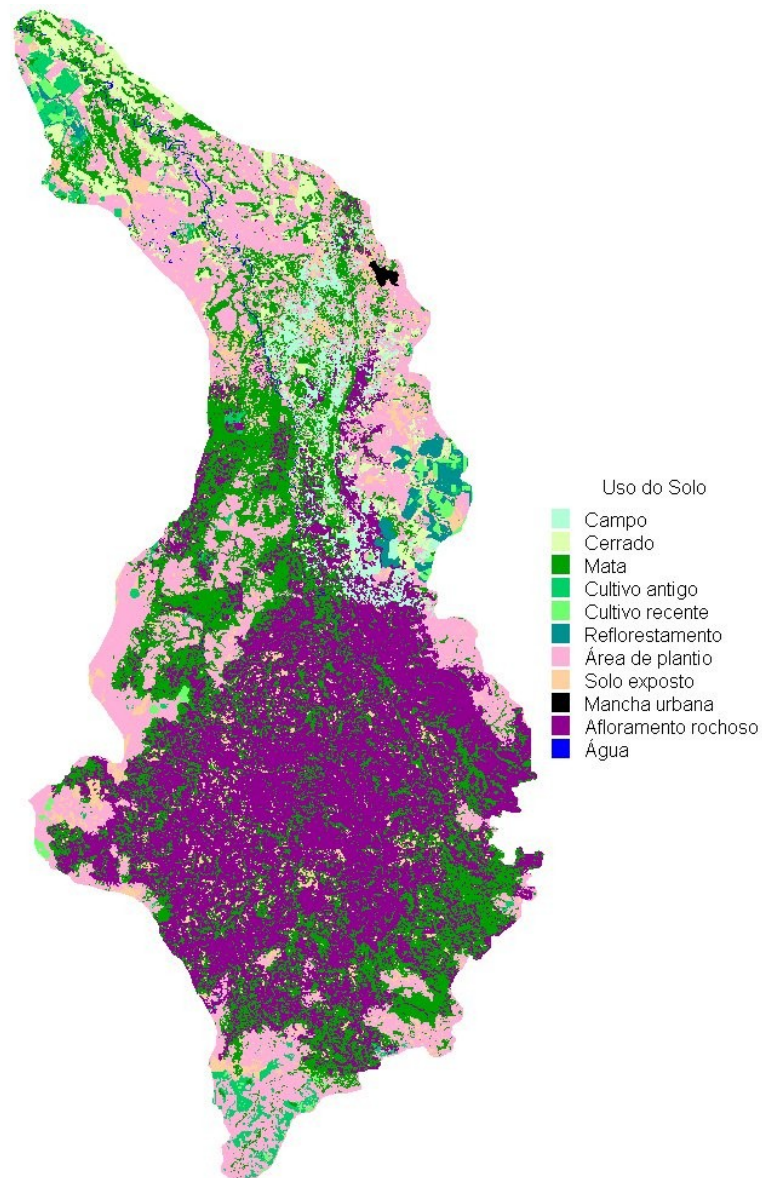 Uso do Solo
Campo
Cerrado
Mata
Cultivo antigo
Cultivo recente
Reflorestamento
Área de plantio
Solo exposto
Mancha urbana
Afloramento rochoso
Água